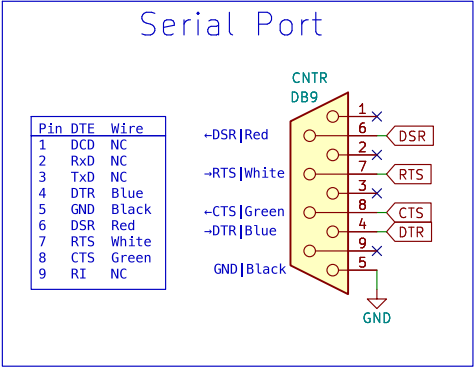 Serial Port
CNTR
DB9
Pin DTE Wire
1 DCD NC
2 RxD NC
3 TxD NC
4 DTR Blue
5 GND Black
6 DSR Red
7 RTS White
8 CTS Green
9 RI NC
1
←DSR|Red 6 DSR
2
→RTS|White 7 RTS
3
←CTS|Green 8 CTS
→DTR|Blue 4 DTR
9
GND|Black 5
GND